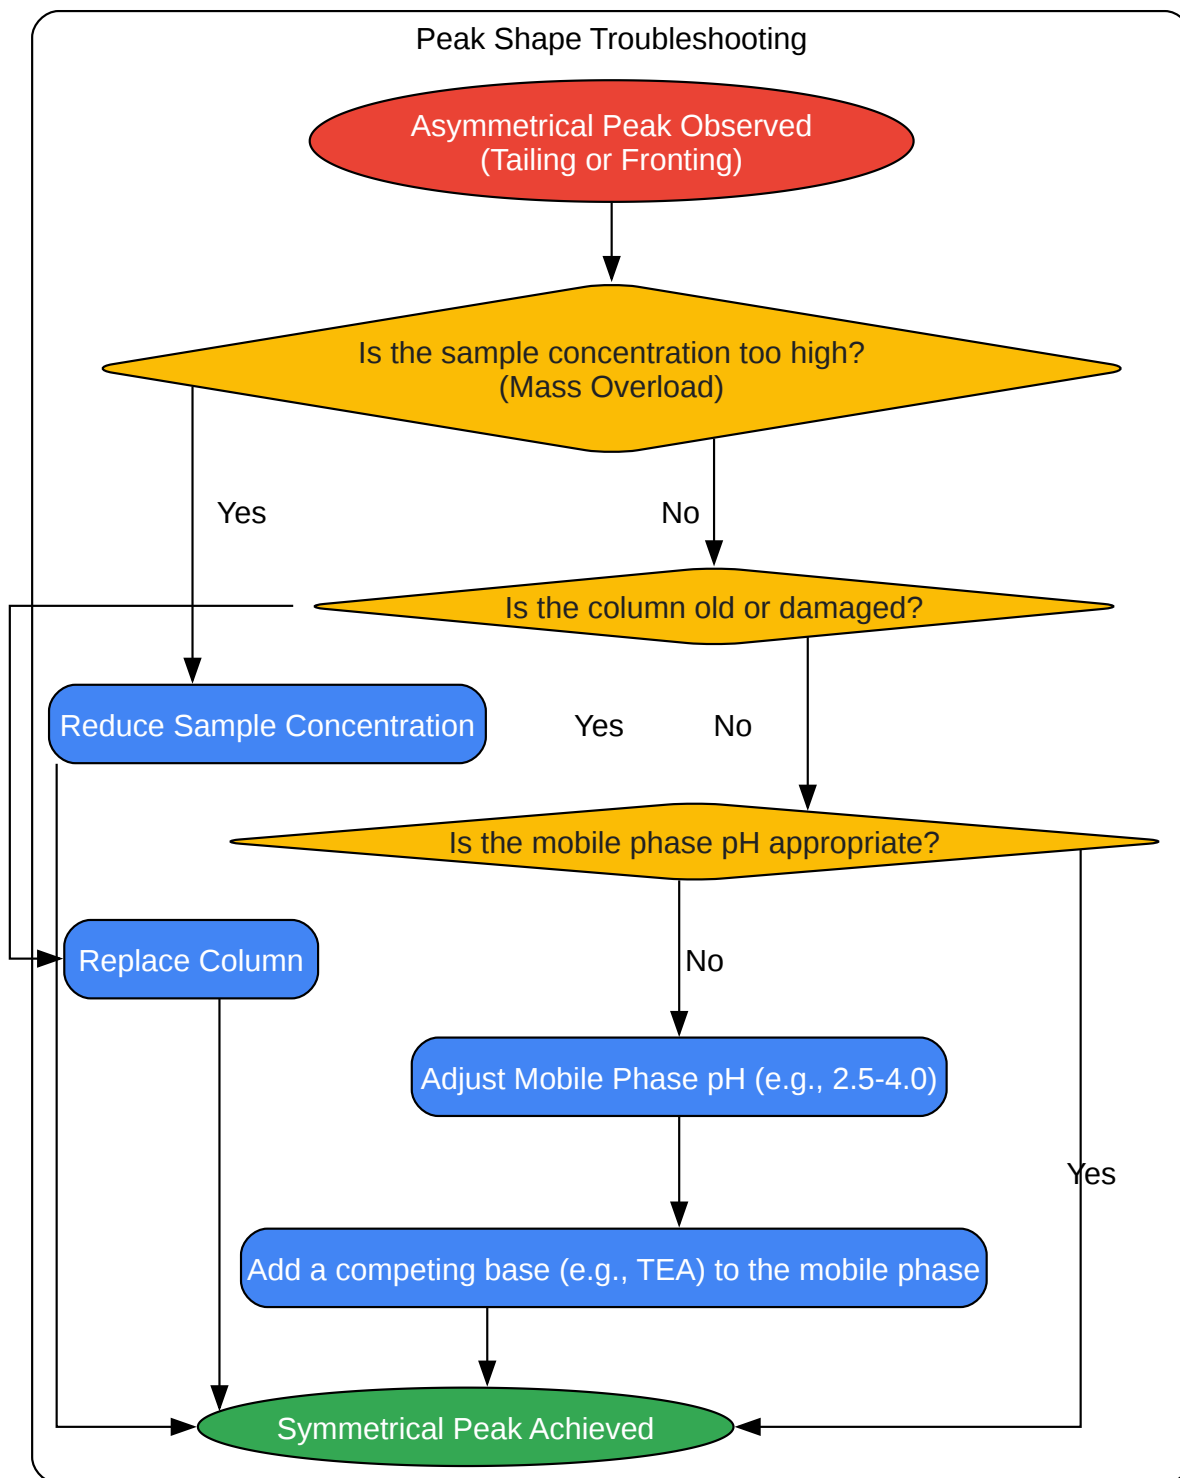 Peak Shape Troubleshooting
Asymmetrical Peak Observed
(Tailing or Fronting)
Is the sample concentration too high?
(Mass Overload)
Yes
No
Is the column old or damaged?
Reduce Sample Concentration
Yes
No
Is the mobile phase pH appropriate?
Replace Column
No
Adjust Mobile Phase pH (e.g., 2.5-4.0)
Yes
Add a competing base (e.g., TEA) to the mobile phase
Symmetrical Peak Achieved